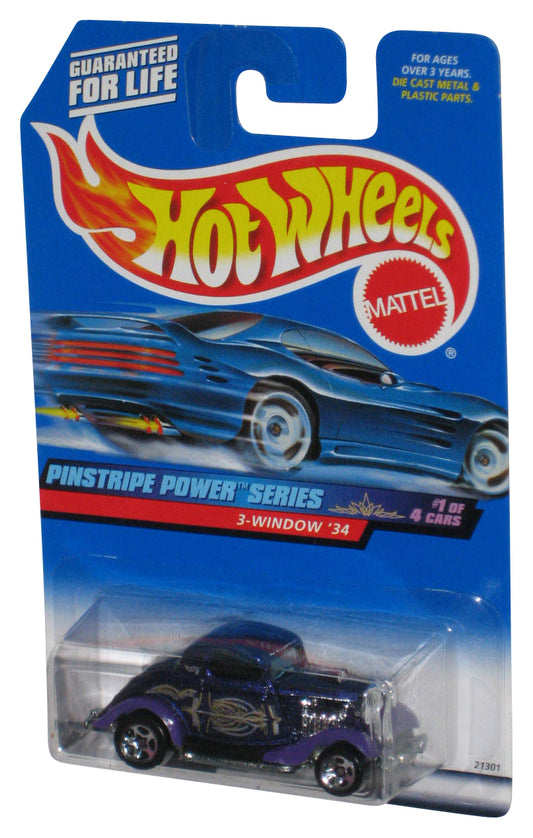 GUARANTEED
FOR LIFE
FOR AGES
OVER 3 YEARS.
DIE CAST METAL &
PLASTIC PARTS.
HOT WHEELS
MATTEL
®
PINSTRIPE POWER™ SERIES
#1 OF
4 CARS
3-WINDOW '34
21301